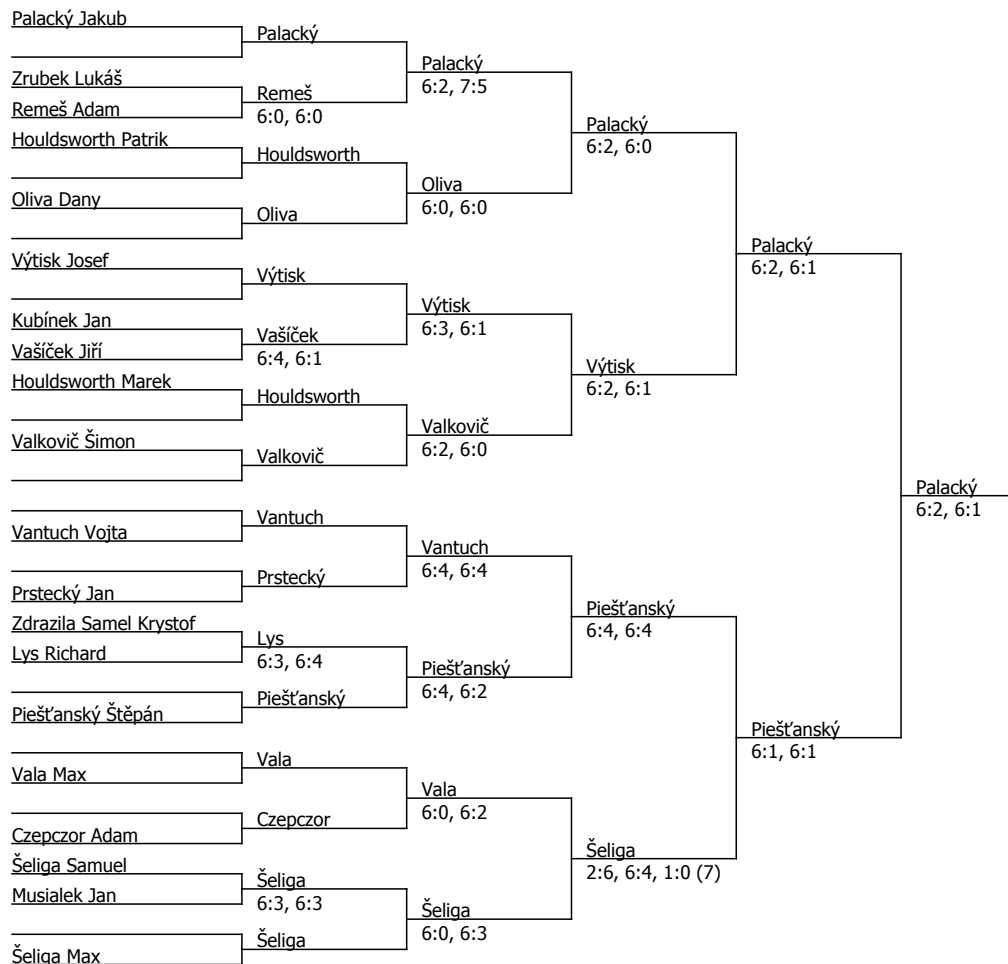 Palacký Jakub
Palacký
Palacký
6:2, 7:5
Zrubek Lukáš
Remeš
6:0, 6:0
Remeš Adam
Palacký
6:2, 6:0
Houldsworth Patrik
Houldsworth
Oliva
6:0, 6:0
Oliva Dany
Oliva
Palacký
6:2, 6:1
Výtisk Josef
Výtisk
Výtisk
6:3, 6:1
Kubínek Jan
Vašíček
6:4, 6:1
Vašíček Jiří
Výtisk
6:2, 6:1
Houldsworth Marek
Houldsworth
Valkovič
6:2, 6:0
Valkovič Šimon
Valkovič
Palacký
6:2, 6:1
Vantuch
Vantuch Vojta
Vantuch
6:4, 6:4
Prstecký
Prstecký Jan
Piešťanský
6:4, 6:4
Zdrazila Samel Krystof
Lys
6:3, 6:4
Lys Richard
Piešťanský
6:4, 6:2
Piešťanský
Piešťanský Štěpán
Piešťanský
6:1, 6:1
Vala
Vala Max
Vala
6:0, 6:2
Czepczor
Czepczor Adam
Šeliga
2:6, 6:4, 1:0 (7)
Šeliga Samuel
Šeliga
6:3, 6:3
Musialek Jan
Šeliga
6:0, 6:3
Šeliga
Šeliga Max